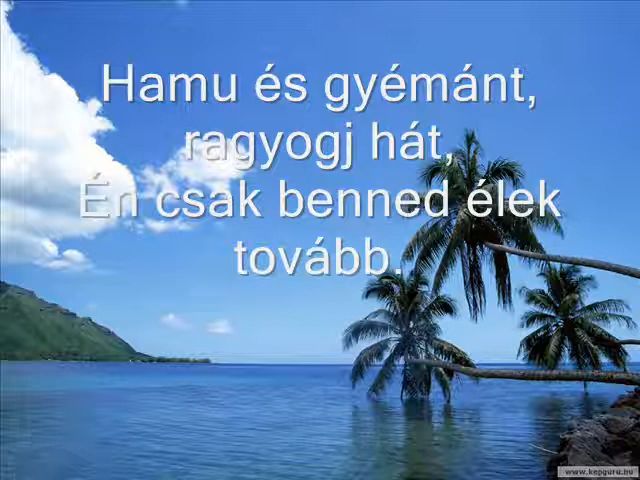 Hamu és gyémánt,
ragyogj hát,
Én csak benned élek
tovább.
www.kepguru.hu